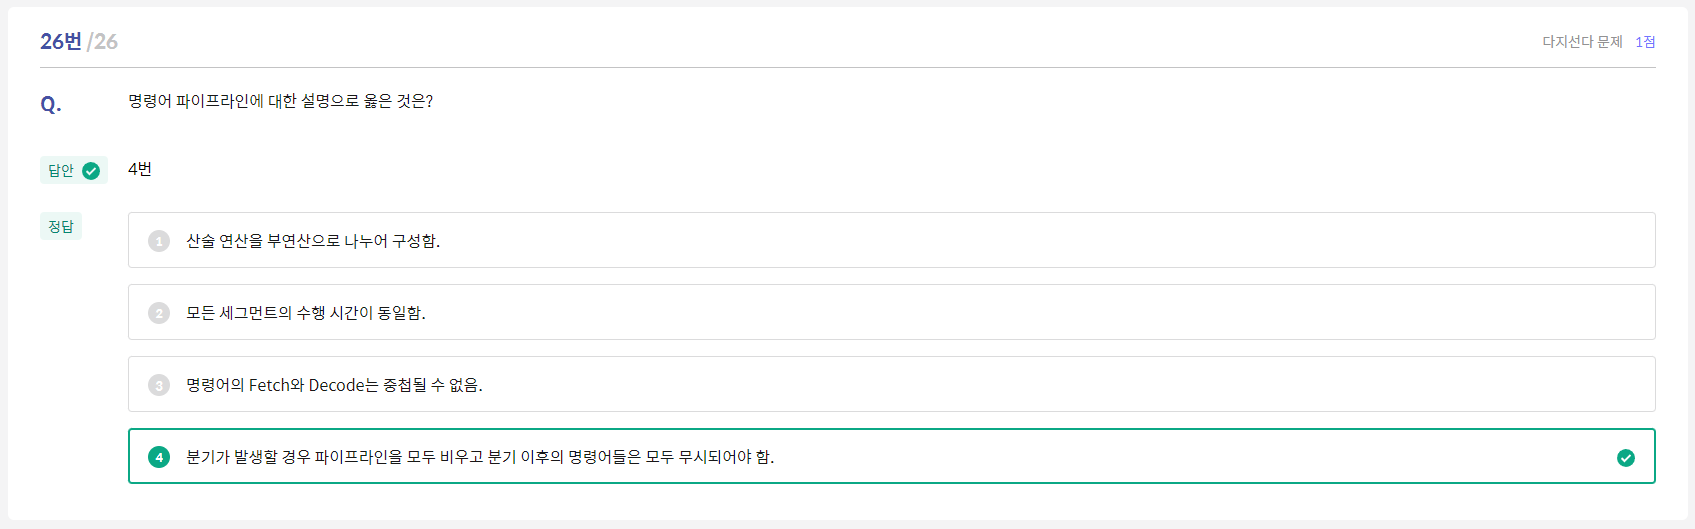 26번 /26
다지선다 문제 1점
Q. 명령어 파이프라인에 대한 설명으로 옳은 것은?
답안 4번
정답
1 산술 연산을 부연산으로 나누어 구성함.
2 모든 세그먼트의 수행 시간이 동일함.
3 명령어의 Fetch와 Decode는 중첩될 수 없음.
4 분기가 발생할 경우 파이프라인을 모두 비우고 분기 이후의 명령어들은 모두 무시되어야 함.